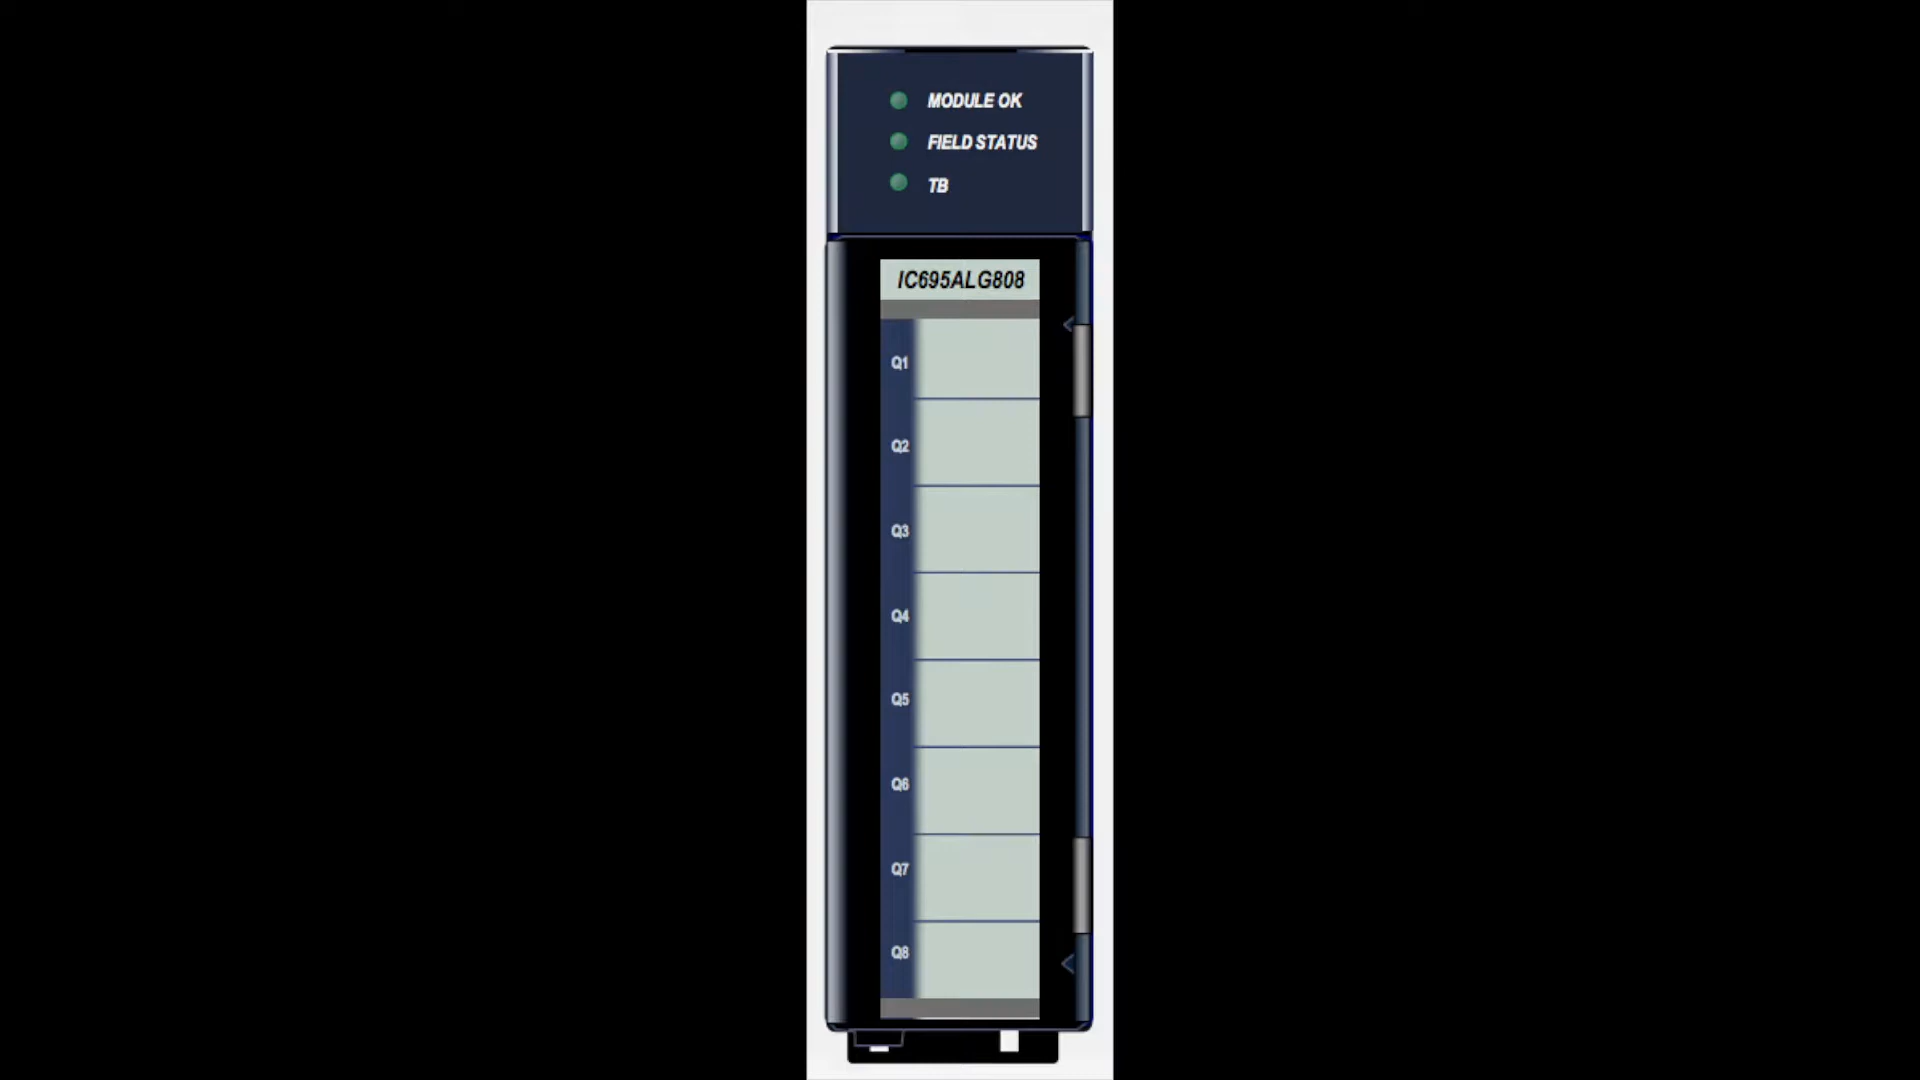 MODULE OK
FIELD STATUS
TB
IC695ALG808
Q1
Q2
Q3
Q4
Q5
Q6
Q7
Q8